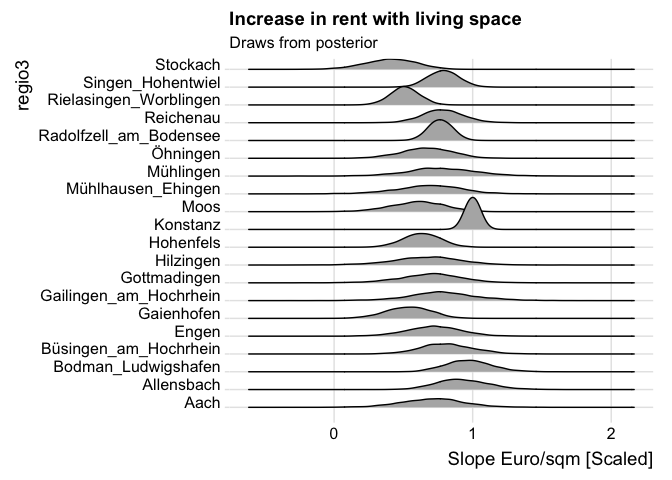 Increase in rent with living space
Draws from posterior
regio3
Stockach
Singen_Hohentwiel
Rielasingen_Worblingen
Reichenau
Radolfzell_am_Bodensee
Öhningen
Mühlingen
Mühlhausen_Ehingen
Moos
Konstanz
Hohenfels
Hilzingen
Gottmadingen
Gailingen_am_Hochrhein
Gaienhofen
Engen
Büsingen_am_Hochrhein
Bodman_Ludwigshafen
Allensbach
Aach
0 1 2
Slope Euro/sqm [Scaled]